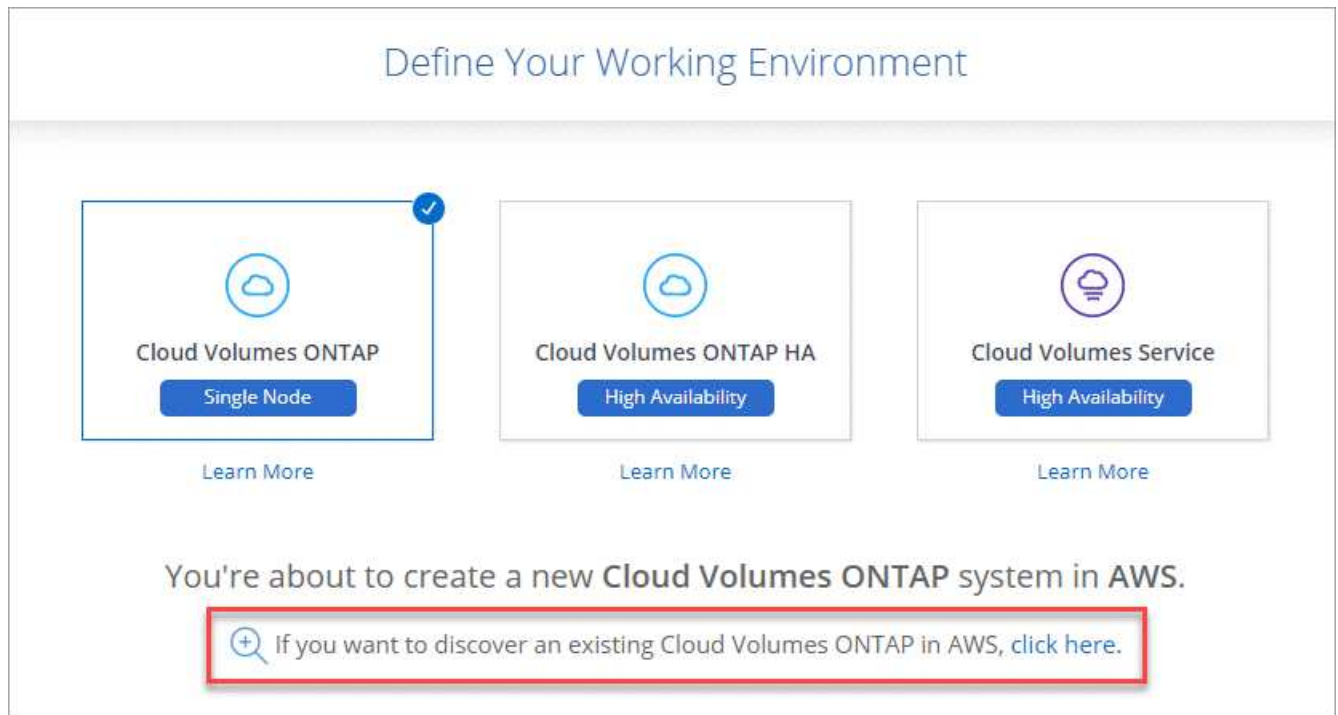 Define Your Working Environment
Cloud Volumes ONTAP
Single Node
Learn More
Cloud Volumes ONTAP HA
High Availability
Learn More
Cloud Volumes Service
High Availability
Learn More
You're about to create a new Cloud Volumes ONTAP system in AWS.
If you want to discover an existing Cloud Volumes ONTAP in AWS, click here.